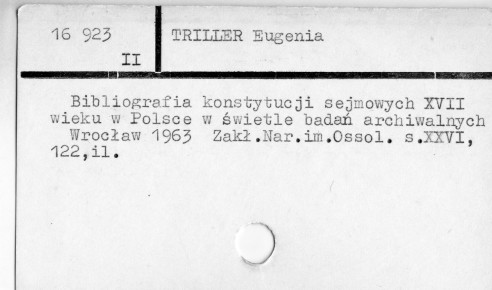 16 923
TRILLER Eugenia
II
Bibliografia konstytucji sejmowych XVII
wieku w Polsce w świetle badań archiwalnych
Wrocław 1963 Zakł.Nar.im.Ossol. s.XXVI,
122,il.